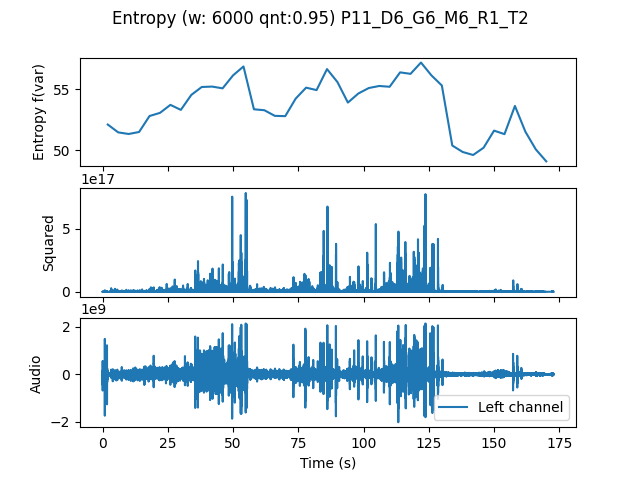 Entropy (w: 6000 qnt:0.95) P11_D6_G6_M6_R1_T2
Entropy f(var)
55
50
1e17
Squared
5
0
1e9
Audio
2
0
−2
Left channel
0
25
50
75
100
125
150
175
Time (s)